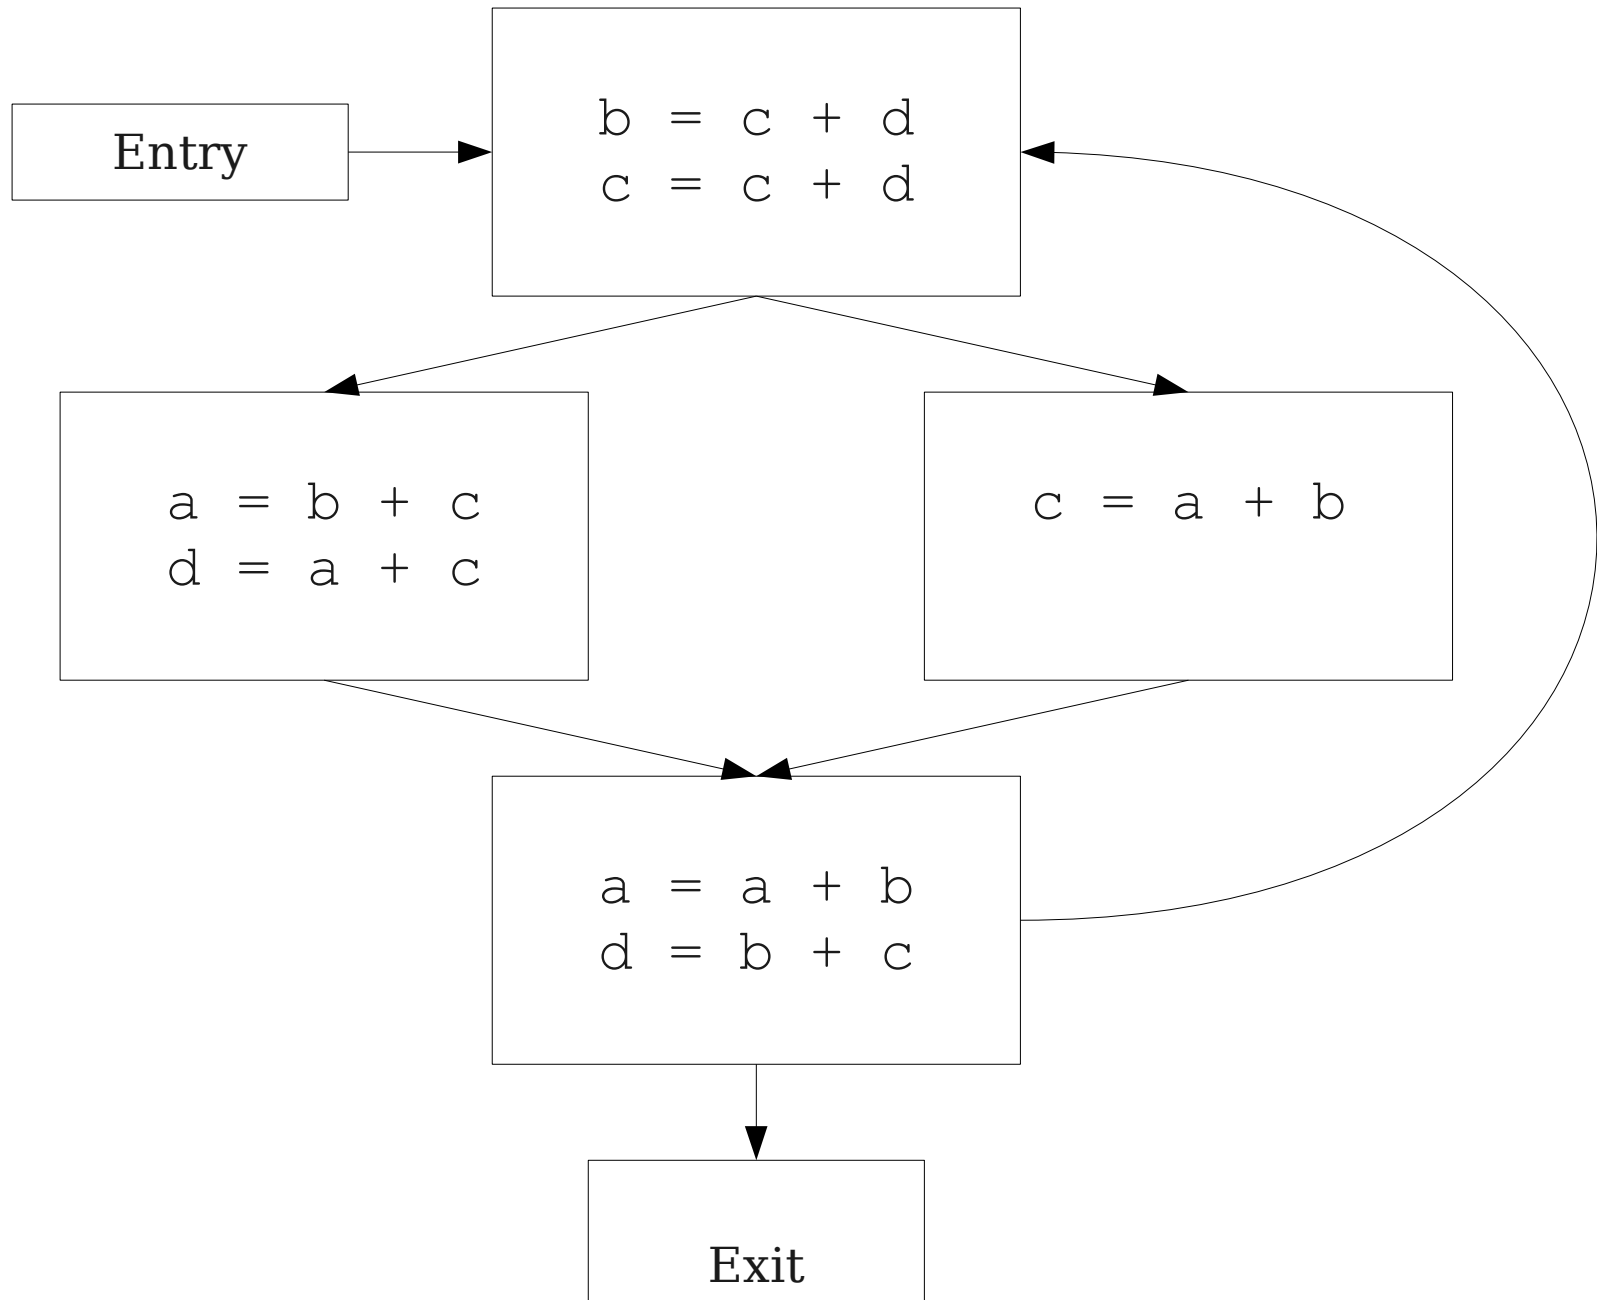 Entry
b = c + d
c = c + d
a = b + c
d = a + c
c = a + b
a = a + b
d = b + c
Exit